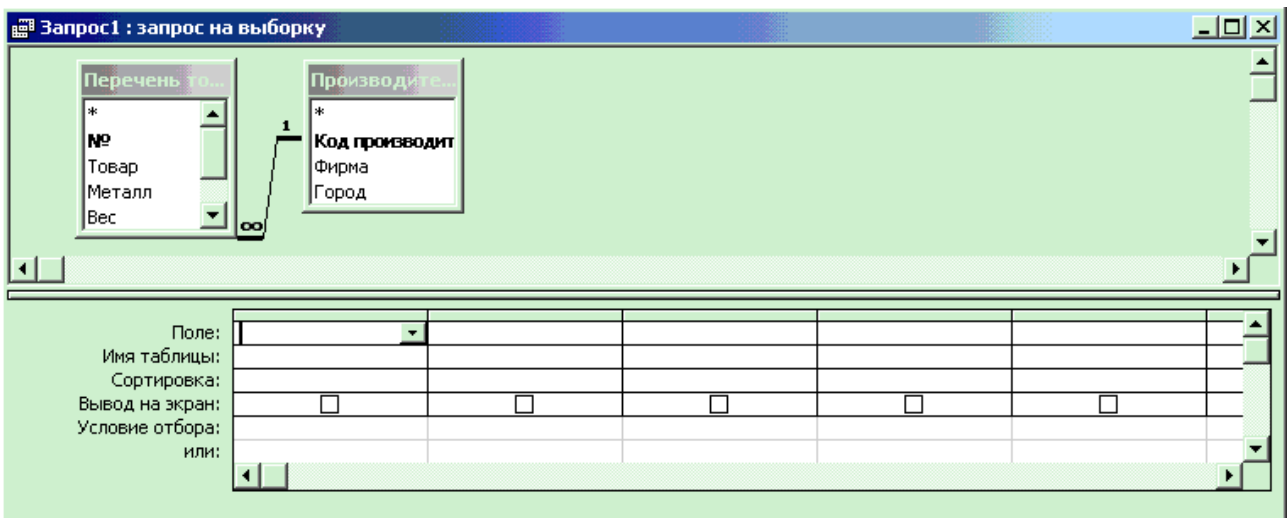 Запрос1 : запрос на выборку
Перечень то...
*
№
Товар
Металл
Вес
∞
1
Производите...
*
Код производит
Фирма
Город
Поле:
Имя таблицы:
Сортировка:
Вывод на экран:
Условие отбора:
или: